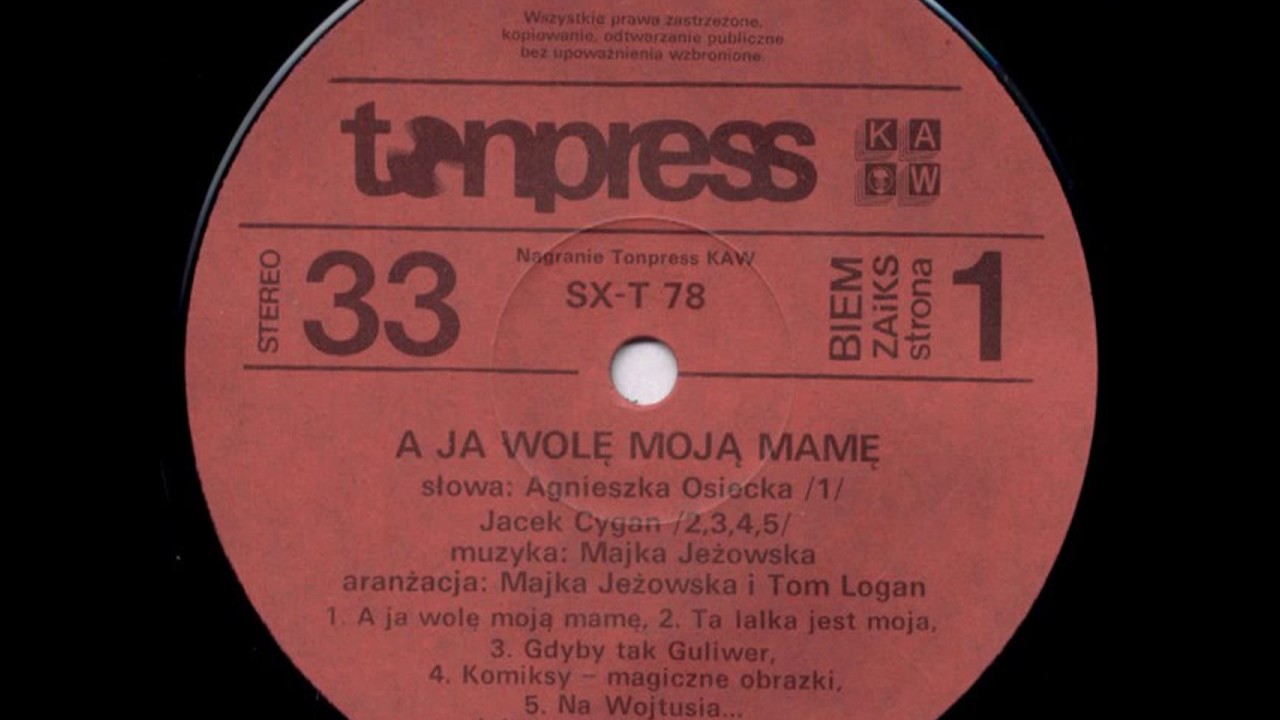 Wszystkie prawa zastrzeżone,
kopiowanie, odtwarzanie publiczne
bez upoważnienia wzbronione.
tonpress
K A
W
STEREO
33
Nagranie Tonpress KAW
SX-T 78
BIEM
ZAiKS
strona
1
A JA WOLĘ MOJĄ MAMĘ
słowa: Agnieszka Osiecka /1/
Jacek Cygan /2,3,4,5/
muzyka: Majka Jeżowska
aranżacja: Majka Jeżowska i Tom Logan
1. A ja wolę moją mamę, 2. Ta lalka jest moja,
3. Gdyby tak Guliwer,
4. Komiksy – magiczne obrazki,
5. Na Wojtusia...